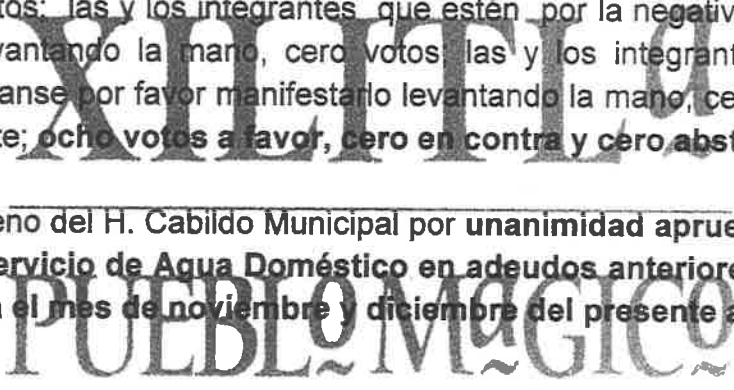 tos: las y los integrantes que estén por la negativ
vantando la mano, cero votos; las y los integrant
anse por favor manifestarlo levantando la mano, ce
te; ocho votos a favor, cero en contra y cero abst
XILITLa
eno del H. Cabildo Municipal por unanimidad aprue
ervicio de Agua Doméstico en adeudos anteriore
a el mes de noviembre y diciembre del presente a
PUEBLO MaGICO